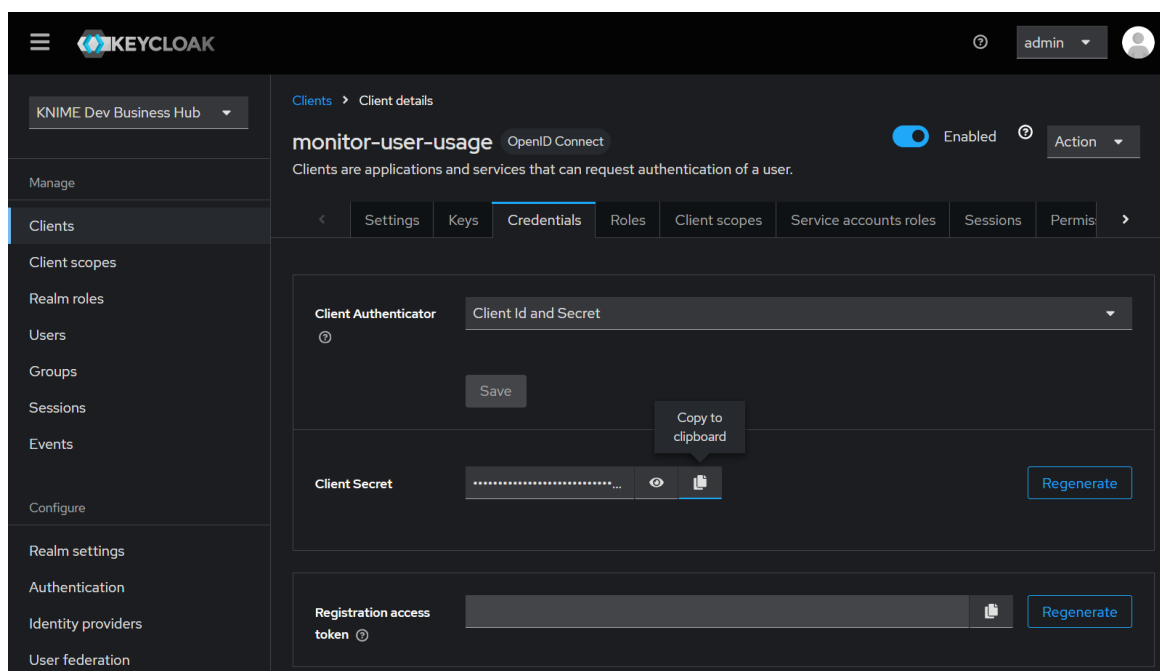 KEYCLOAK
admin
KNIME Dev Business Hub
Manage
Clients
Client scopes
Realm roles
Users
Groups
Sessions
Events
Configure
Realm settings
Authentication
Identity providers
User federation
Clients > Client details
monitor-user-usage OpenID Connect
Enabled
Action
Clients are applications and services that can request authentication of a user.
Settings Keys Credentials Roles Client scopes Service accounts roles Sessions Permis
Client Authenticator
Client Id and Secret
Save
Copy to
clipboard
Client Secret
Regenerate
Registration access
token
Regenerate